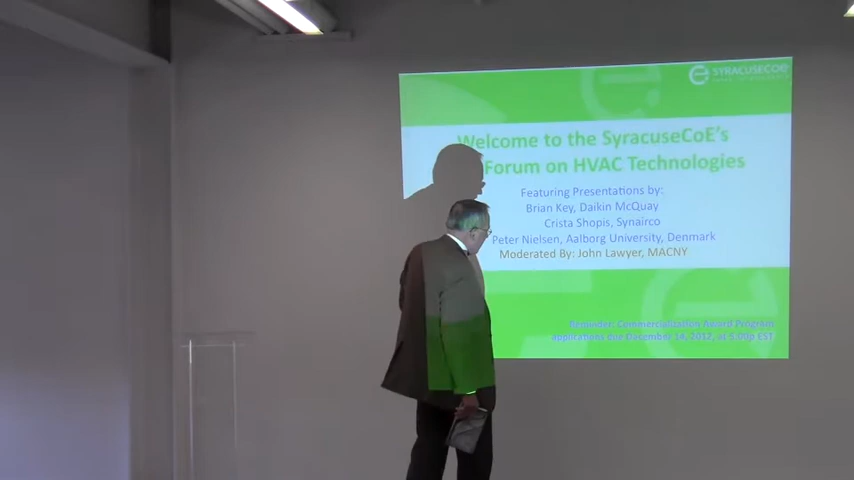 SYRACUSECOE
Welcome to the SyracuseCoE's
Forum on HVAC Technologies
Featuring Presentations by:
Brian Key, Daikin McQuay
Crista Shopis, Synairco
Peter Nielsen, Aalborg University, Denmark
Moderated By: John Lawyer, MACNY
Reminder: Commercialization Award Program
applications due December 14, 2012, at 5:00p EST